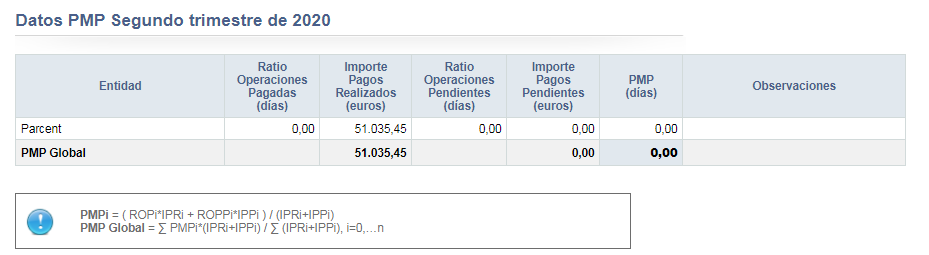 Datos PMP Segundo trimestre de 2020
Entidad
Ratio
Operaciones
Pagadas
(días)
Importe
Pagos
Realizados
(euros)
Ratio
Operaciones
Pendientes
(días)
Importe
Pagos
Pendientes
(euros)
PMP
(días)
Observaciones
Parcent 0,00 51.035,45 0,00 0,00 0,00
PMP Global 51.035,45 0,00 0,00
PMPi = ( ROPi*IPRi + ROPPi*IPPi ) / (IPRi+IPPi)
PMP Global = ∑ PMPi*(IPRi+IPPi) / ∑ (IPRi+IPPi), i=0,...n